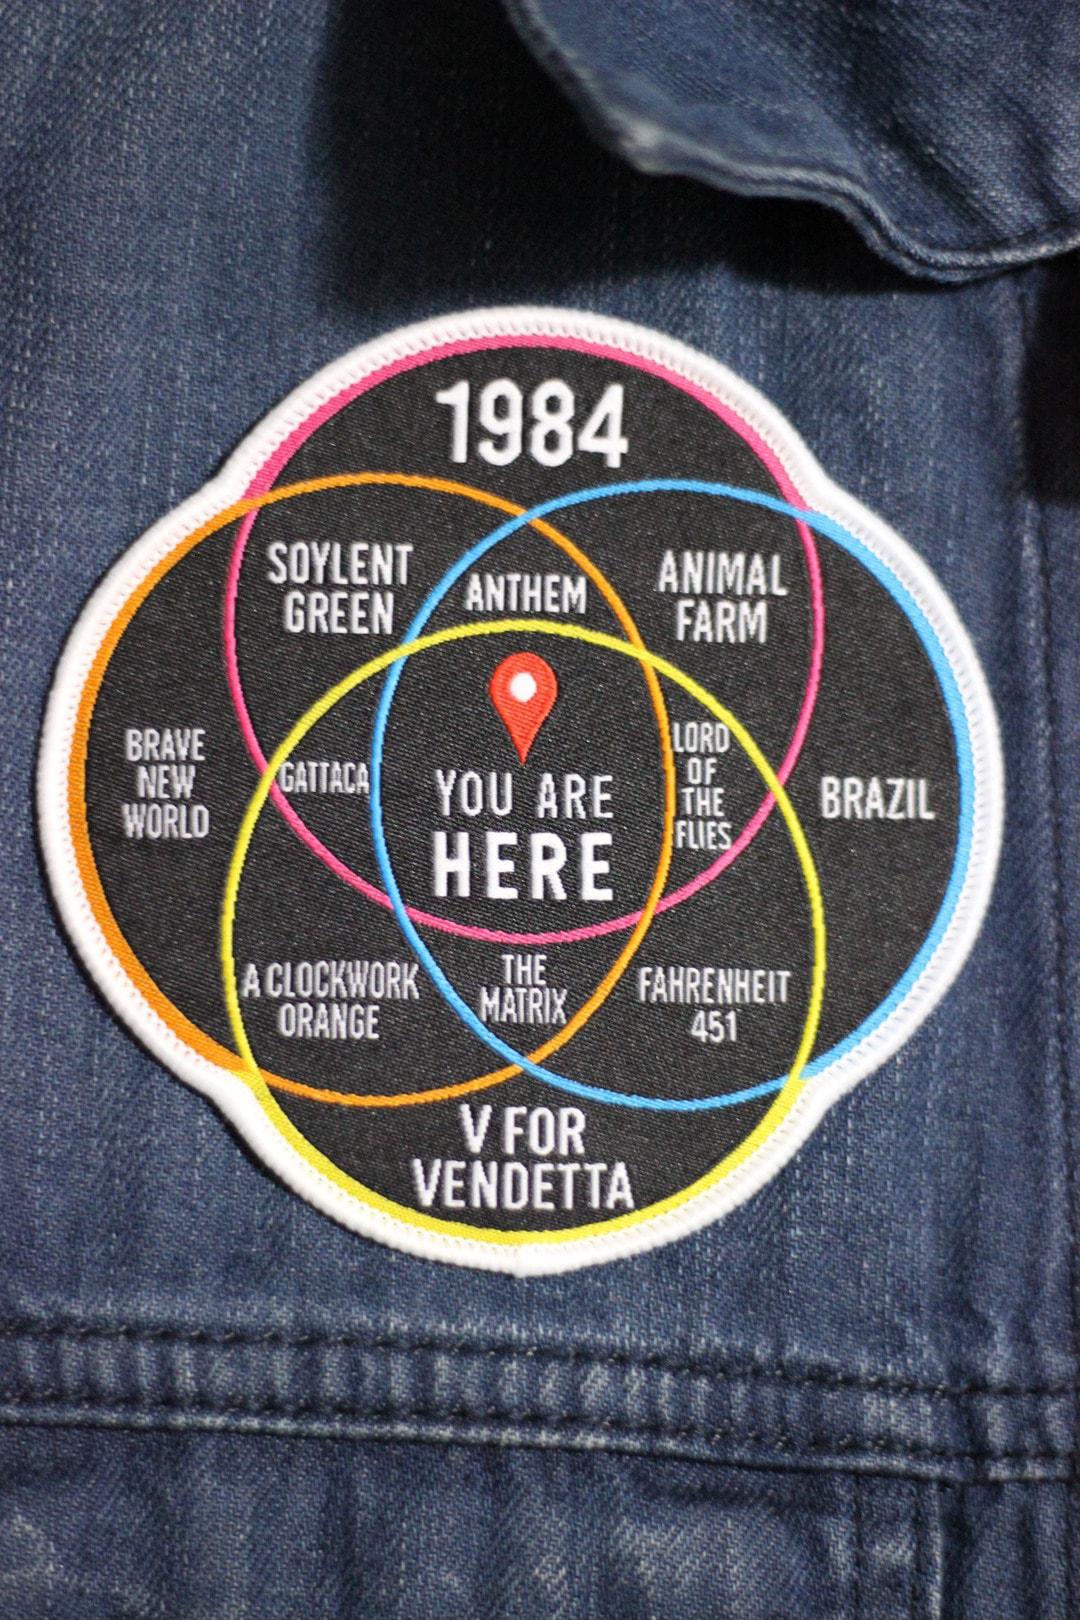 1984
SOYLENT
GREEN
ANTHEM
ANIMAL
FARM
BRAVE
NEW
WORLD
GATTACA
YOU ARE
HERE
LORD
OF
THE
FLIES
BRAZIL
A CLOCKWORK
ORANGE
THE
MATRIX
FAHRENHEIT
451
V FOR
VENDETTA